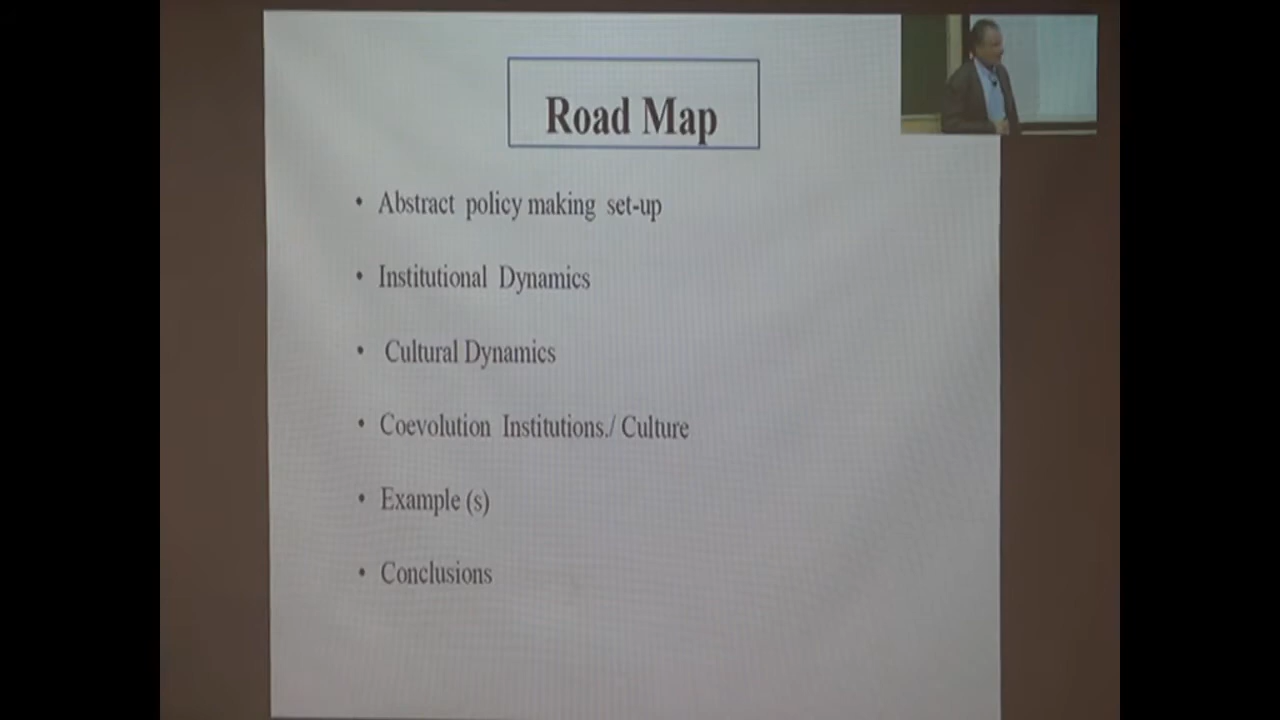 Road Map
• Abstract policy making set-up
• Institutional Dynamics
• Cultural Dynamics
• Coevolution Institutions./ Culture
• Example (s)
• Conclusions